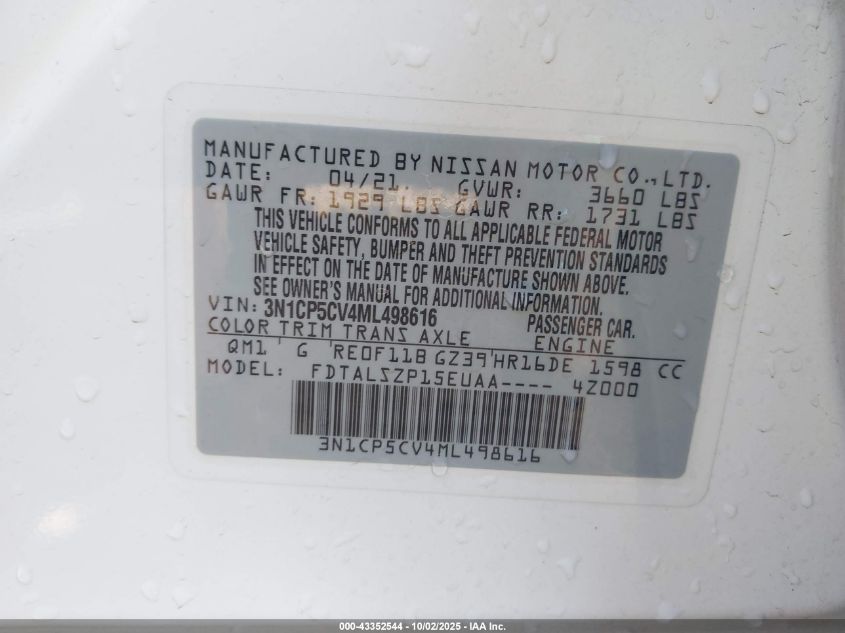 MANUFACTURED BY NISSAN MOTOR CO.,LTD.
DATE: 04/21. GVWR: 3660 LBS
GAWR FR: 1929 LBS GAWR RR: 1731 LBS
THIS VEHICLE CONFORMS TO ALL APPLICABLE FEDERAL MOTOR
VEHICLE SAFETY, BUMPER AND THEFT PREVENTION STANDARDS
IN EFFECT ON THE DATE OF MANUFACTURE SHOWN ABOVE.
SEE OWNER'S MANUAL FOR ADDITIONAL INFORMATION.
VIN: 3N1CP5CV4ML498616 PASSENGER CAR.
COLOR TRIM TRANS AXLE ENGINE
QM1 G RE0F11B GZ39 HR16DE 1598 CC
MODEL: FDTALSZP15EUAA---- 4Z000
3N1CP5CV4ML498616
000-43352544 - 10/02/2025 - IAA Inc.